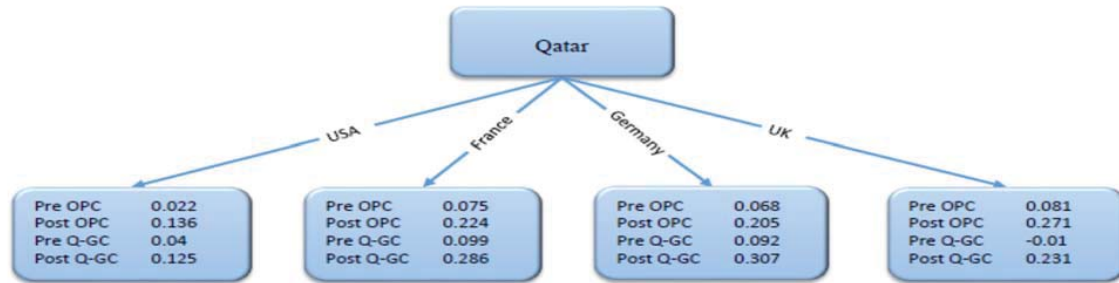 Qatar
USA
France
Germany
UK
Pre OPC 0.022
Post OPC 0.136
Pre Q-GC 0.04
Post Q-GC 0.125
Pre OPC 0.075
Post OPC 0.224
Pre Q-GC 0.099
Post Q-GC 0.286
Pre OPC 0.068
Post OPC 0.205
Pre Q-GC 0.092
Post Q-GC 0.307
Pre OPC 0.081
Post OPC 0.271
Pre Q-GC -0.01
Post Q-GC 0.231